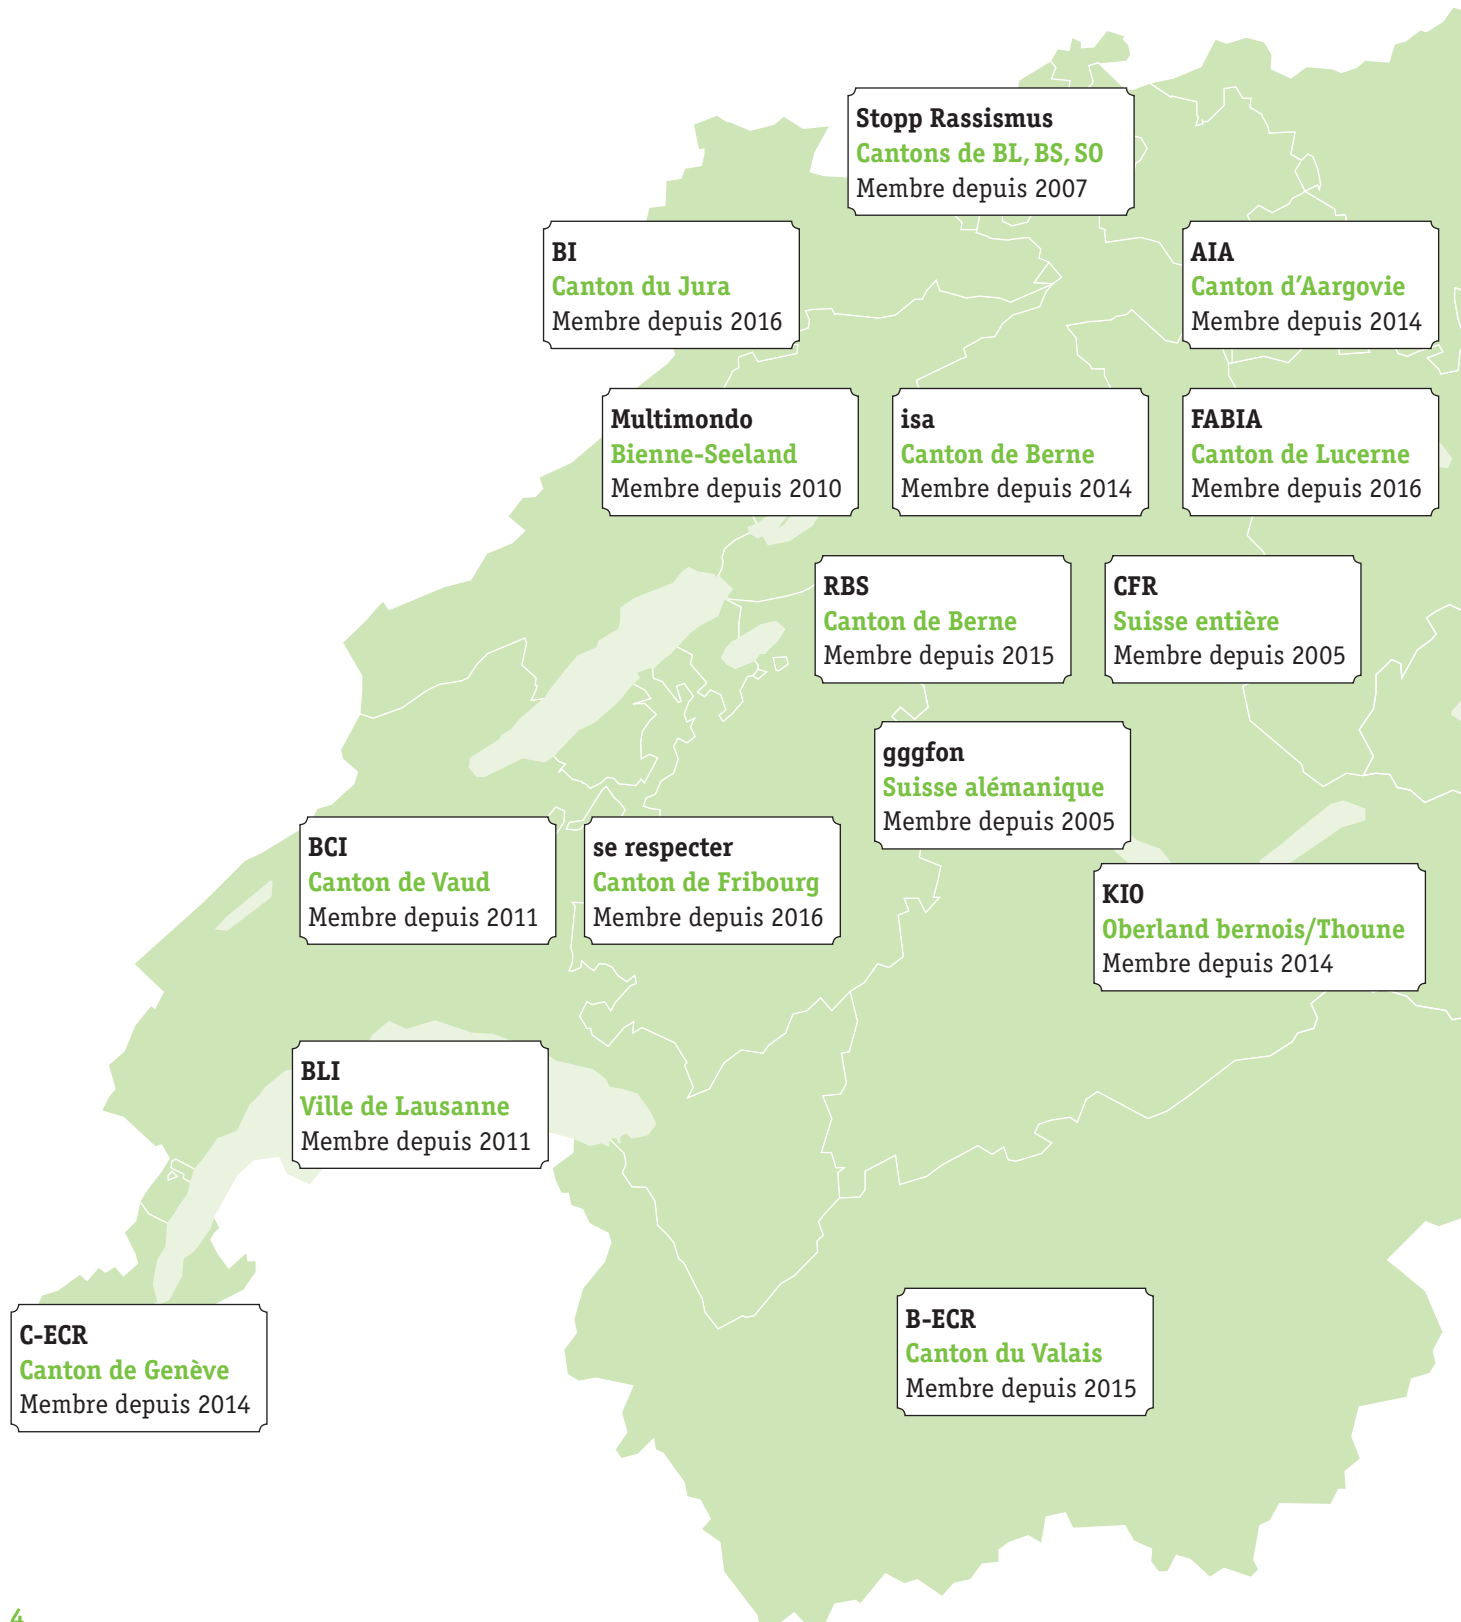 Stopp Rassismus
Cantons de BL, BS, SO
Membre depuis 2007
BI
Canton du Jura
Membre depuis 2016
AIA
Canton d’Aargovie
Membre depuis 2014
Multimondo
Bienne-Seeland
Membre depuis 2010
isa
Canton de Berne
Membre depuis 2014
FABIA
Canton de Lucerne
Membre depuis 2016
RBS
Canton de Berne
Membre depuis 2015
CFR
Suisse entière
Membre depuis 2005
gggfon
Suisse alémanique
Membre depuis 2005
BCI
Canton de Vaud
Membre depuis 2011
se respecter
Canton de Fribourg
Membre depuis 2016
KIO
Oberland bernois/Thoune
Membre depuis 2014
BLI
Ville de Lausanne
Membre depuis 2011
C-ECR
Canton de Genève
Membre depuis 2014
B-ECR
Canton du Valais
Membre depuis 2015
4